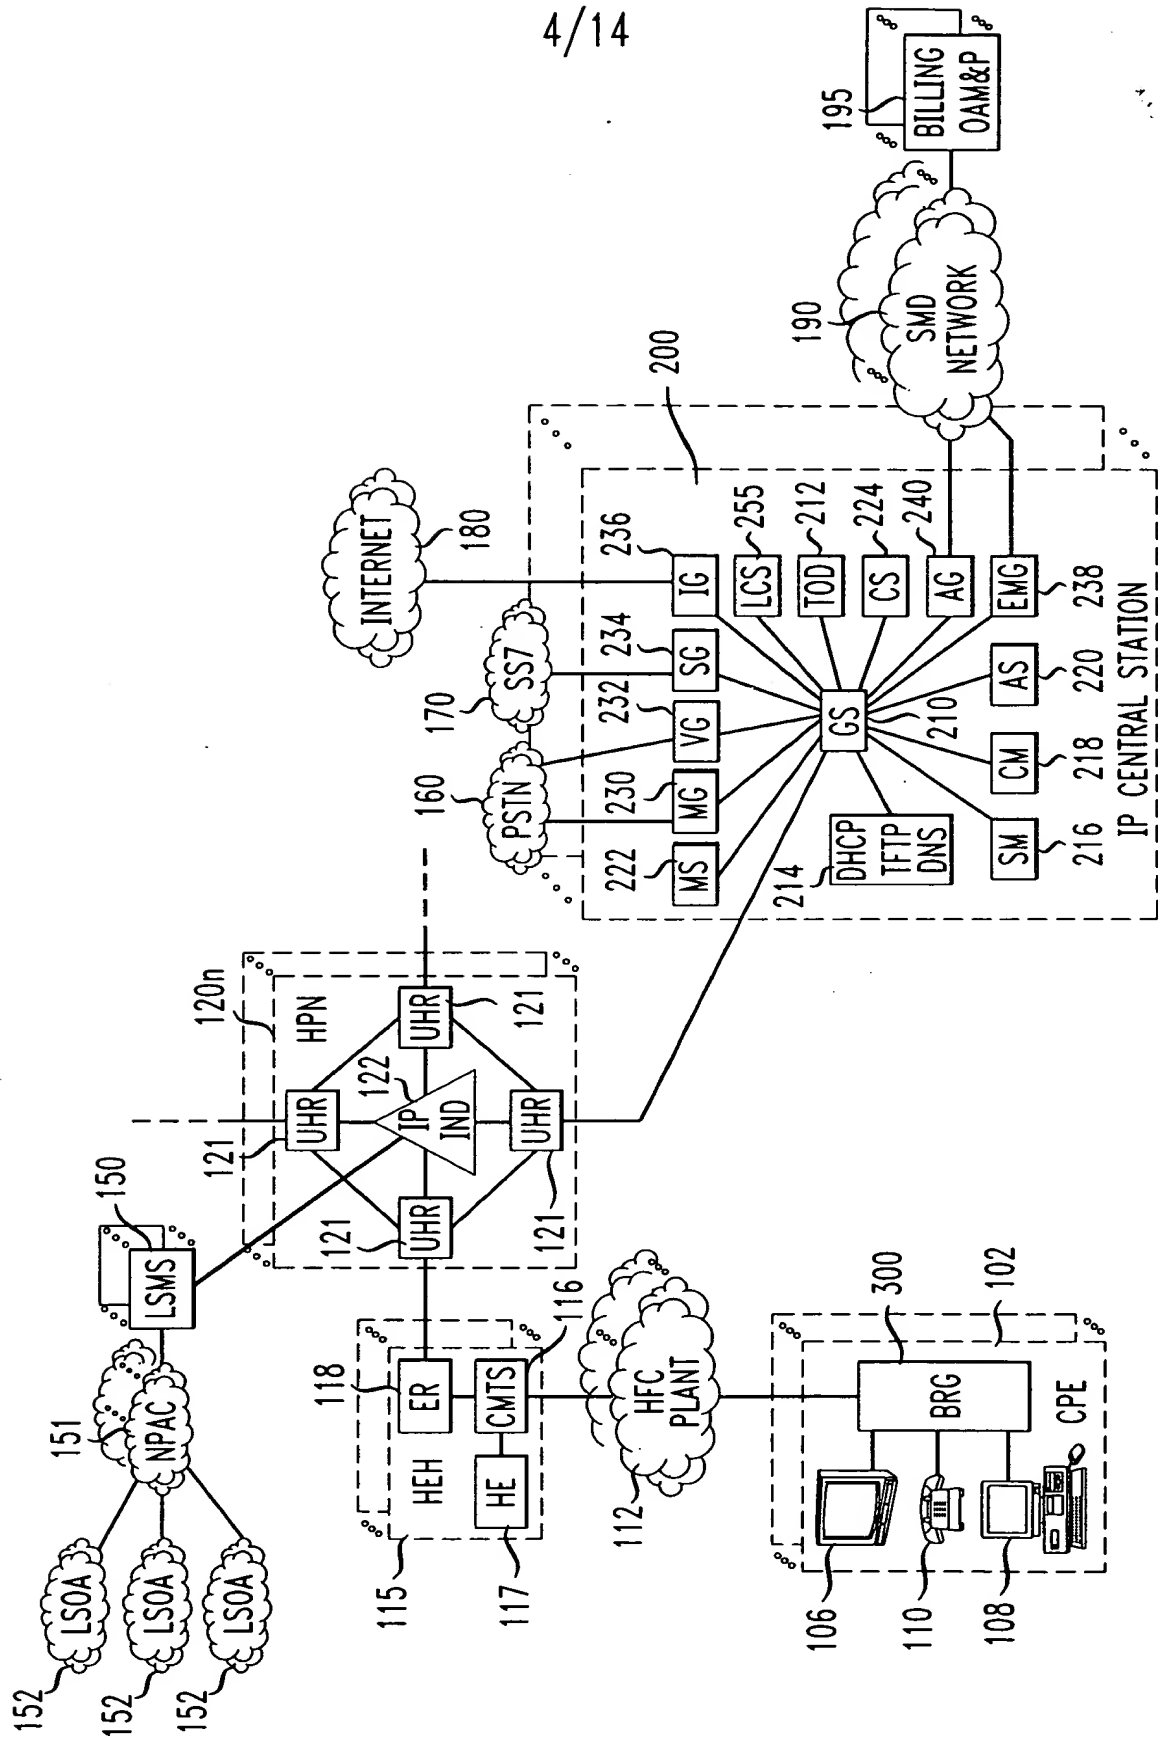 4/14
152
LSOA
152
LSOA
152
LSOA
151
NPAC
150
LSMS
120n
HPN
121
UHR
121
UHR
122
IP
IND
UHR
121
UHR
121
115
HEH
118
ER
116
CMTS
HE
117
112
HFC
PLANT
300
BRG
102
CPE
106
110
108
160
PSTN
170
SS7
INTERNET
180
200
222
MS
230
MG
232
VG
234
SG
236
IG
LCS
255
TOD
212
CS
224
AG
240
EMG
238
GS
210
214
DHCP
TFTP
DNS
SM
216
CM
218
AS
220
IP CENTRAL STATION
190
SMD
NETWORK
195
BILLING
OAM&P